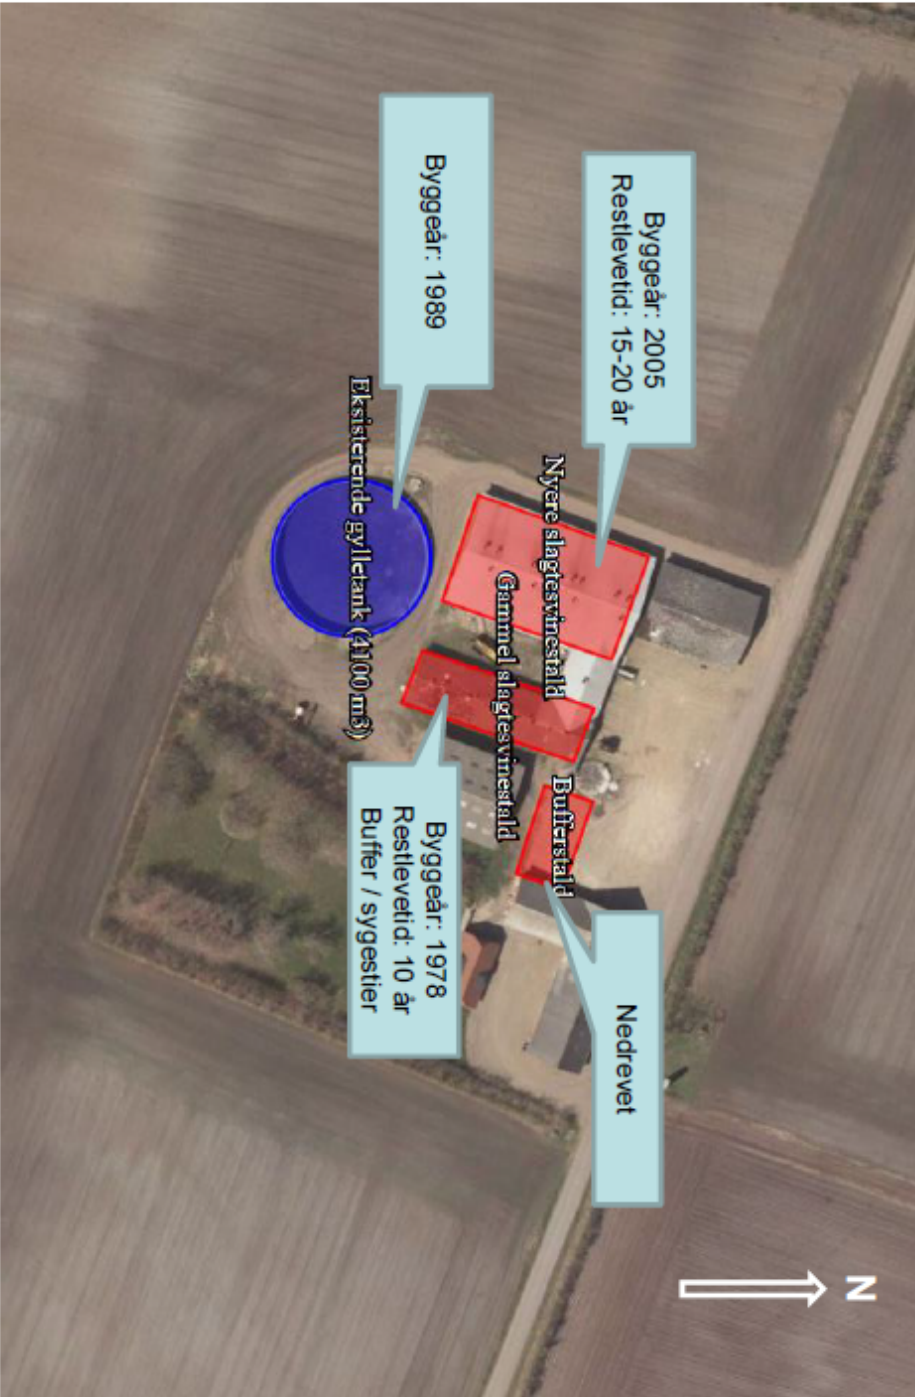 Byggeår: 2005
Restlevetid: 15-20 år
Byggeår: 1989
Nyere slagtesvinestald
Gammel slagtesvinestald
Eksisterende gylletank (4100 m3)
Bufferstald
Byggeår: 1978
Restlevetid: 10 år
Buffer / sygestier
Nedrevet
N